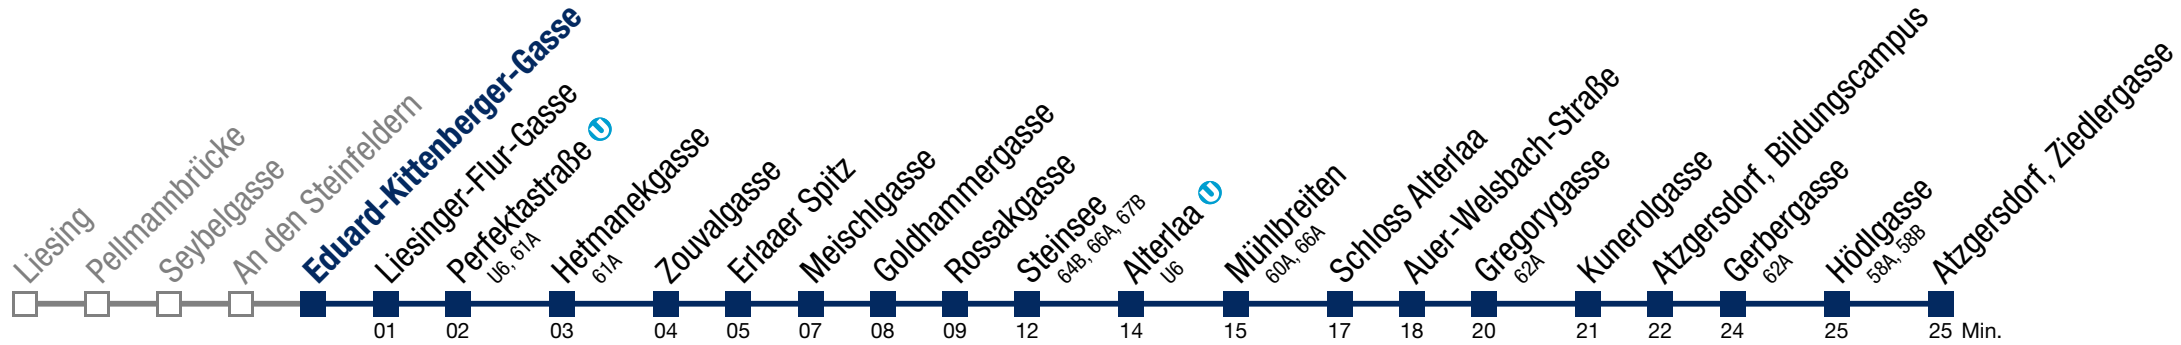 Liesing
Pellmannbrücke
Seybelgasse
An den Steinfeldern
Eduard-Kittenberger-Gasse
Liesinger-Flur-Gasse
Perfektastraße U
U6, 61A
Hetmanekgasse
61A
Zouvalgasse
Erlaaer Spitz
Meischlgasse
Goldhammergasse
Rossakgasse
Steinsee
64B, 66A, 67B
Alterlaa U
U6
Mühlbreiten
60A, 66A
Schloss Alterlaa
Auer-Welsbach-Straße
Gregorygasse
62A
Kunerolgasse
Atzgersdorf, Bildungscampus
Gerbergasse
62A
Hödlgasse
58A, 58B
Atzgersdorf, Ziedlergasse
01 02 03 04 05 07 08 09 12 14 15 17 18 20 21 22 24 25 25 Min.